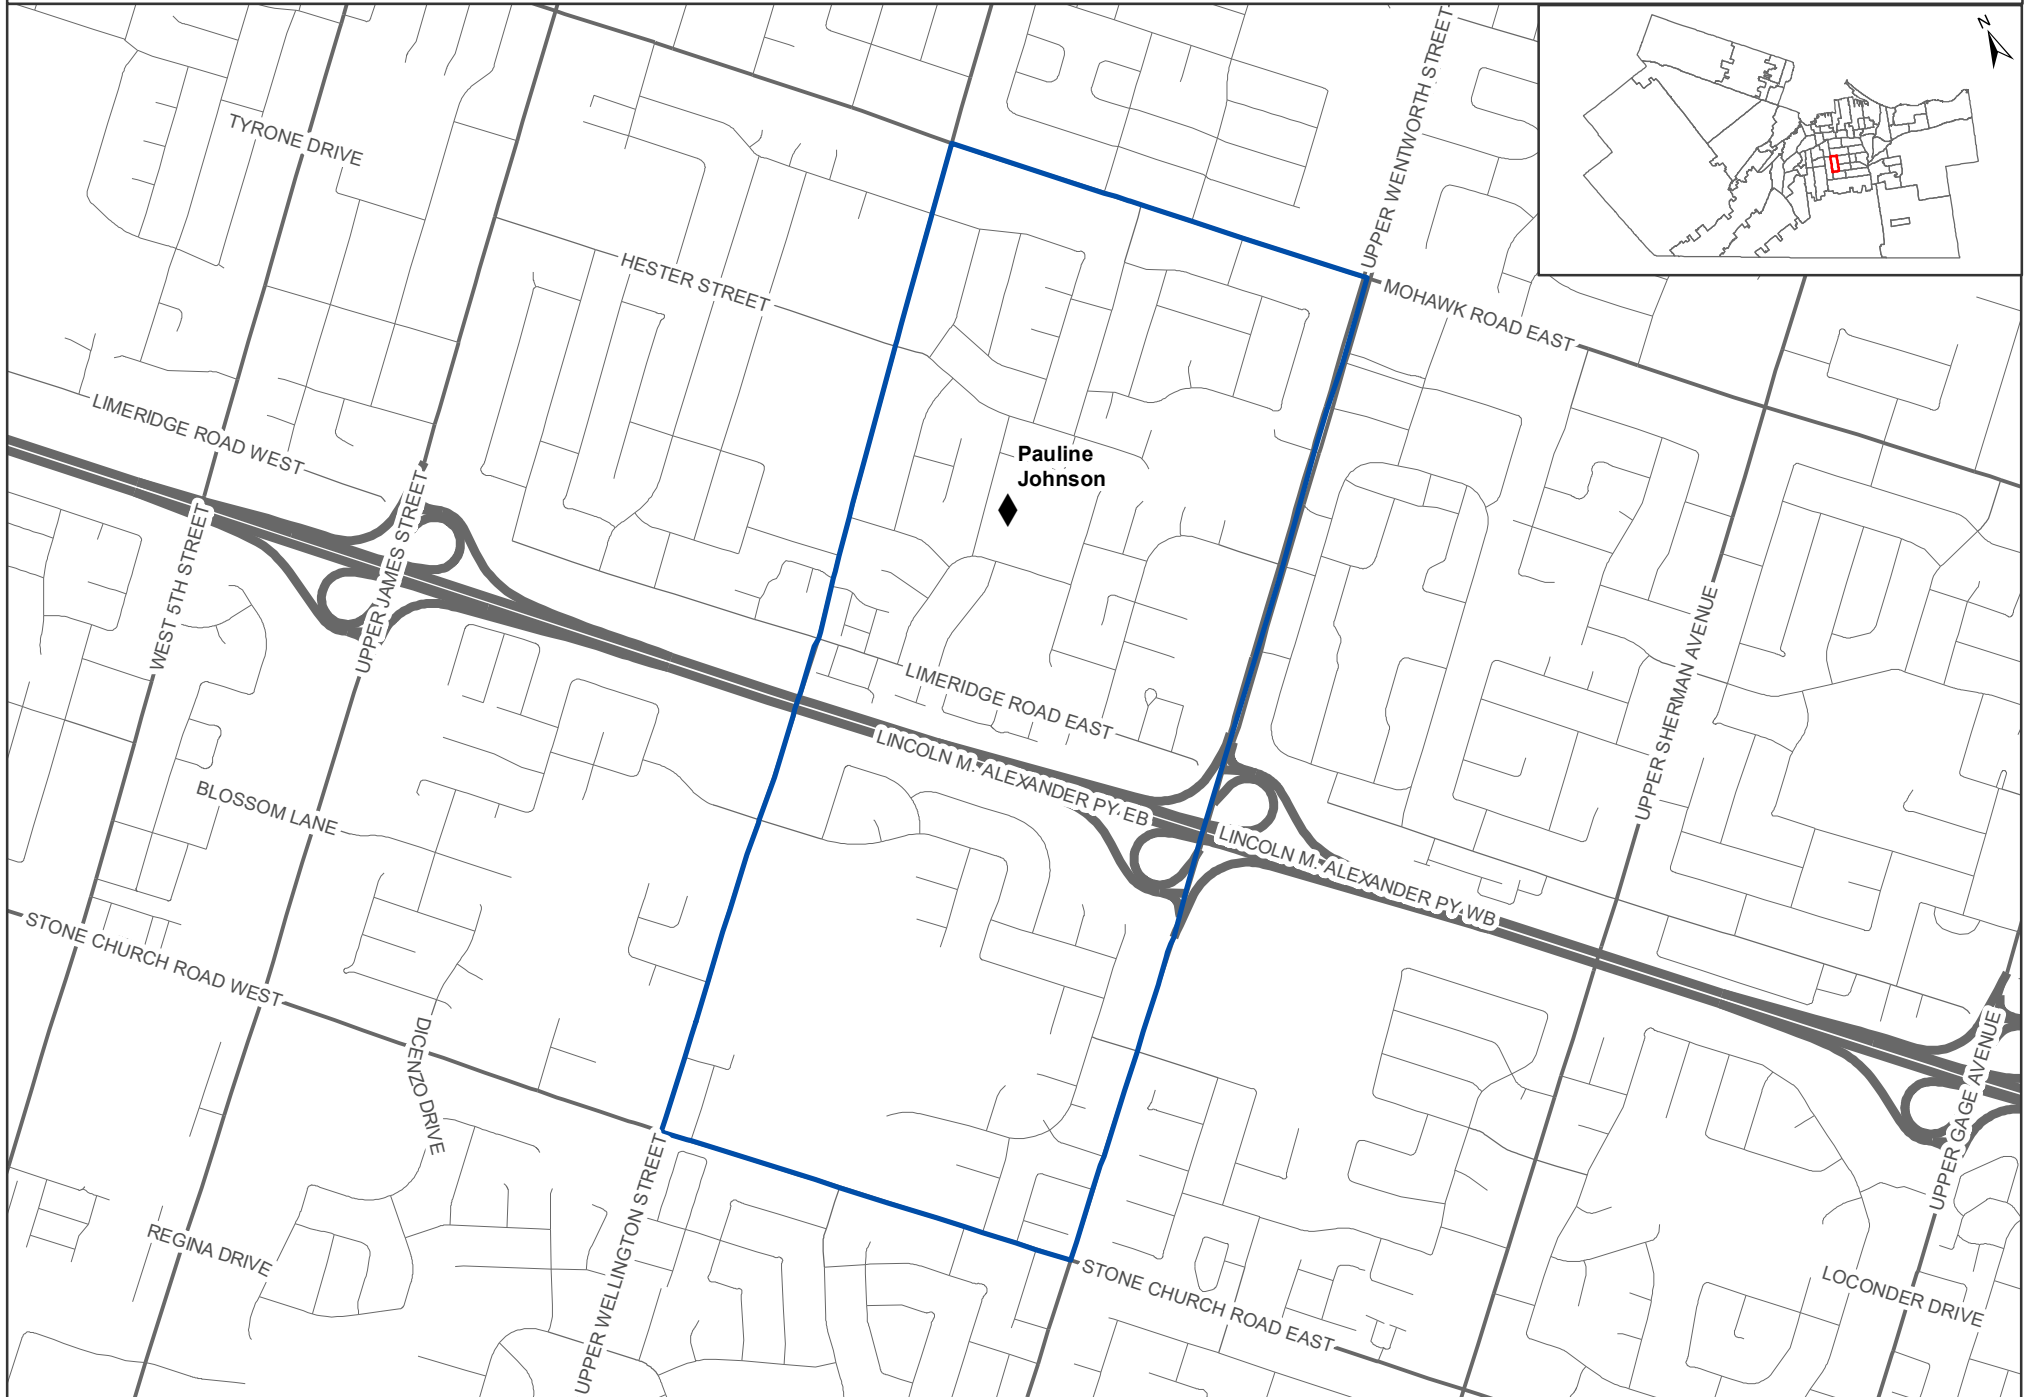 N
UPPER WENTWORTH STREET
TYRONE DRIVE
HESTER STREET
MOHAWK ROAD EAST
LIMERIDGE ROAD WEST
Pauline
Johnson
WEST 5TH STREET
UPPER JAMES STREET
UPPER SHERMAN AVENUE
LIMERIDGE ROAD EAST
LINCOLN M. ALEXANDER PY EB
LINCOLN M. ALEXANDER PY WB
BLOSSOM LANE
STONE CHURCH ROAD WEST
DICENZO DRIVE
UPPER GAGE AVENUE
UPPER WELLINGTON STREET
REGINA DRIVE
STONE CHURCH ROAD EAST
LOCONDER DRIVE